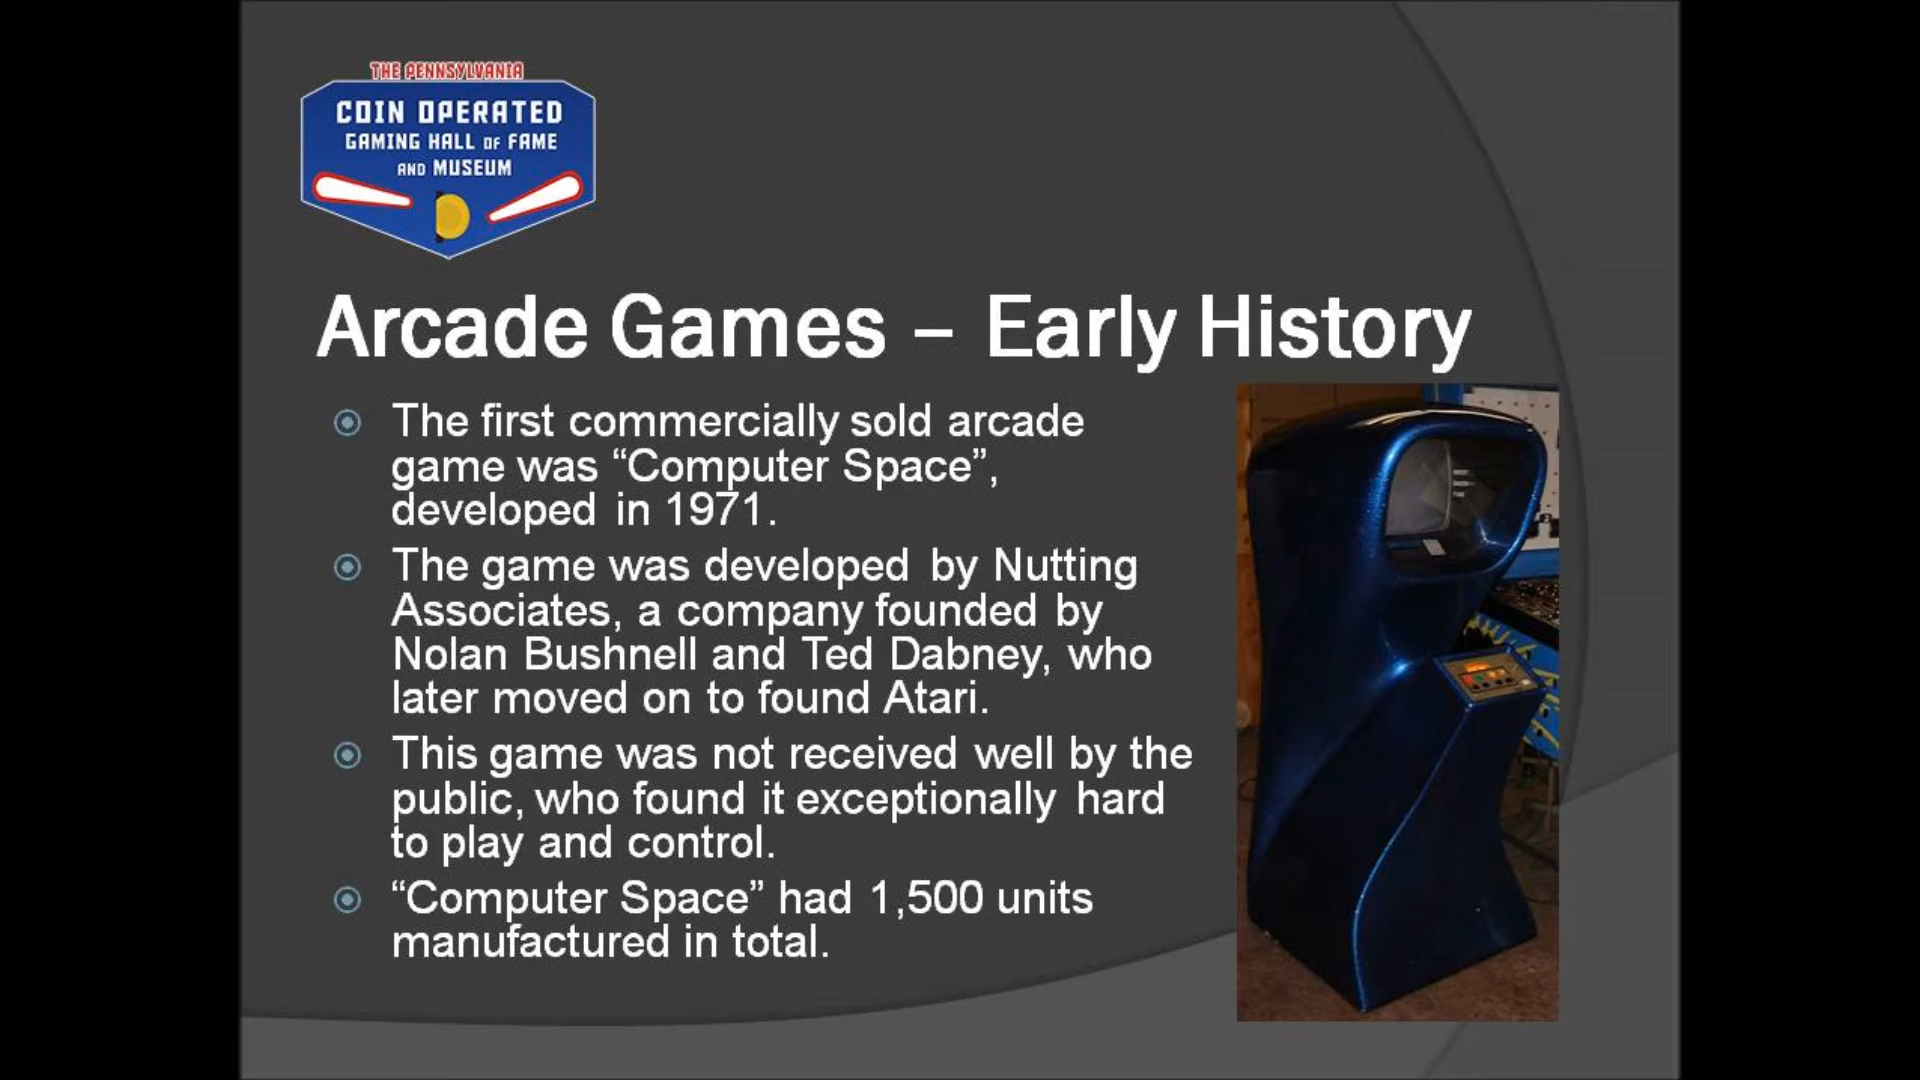 THE PENNSYLVANIA
COIN OPERATED
GAMING HALL OF FAME
AND MUSEUM
Arcade Games – Early History
The first commercially sold arcade
game was “Computer Space”,
developed in 1971.
The game was developed by Nutting
Associates, a company founded by
Nolan Bushnell and Ted Dabney, who
later moved on to found Atari.
This game was not received well by the
public, who found it exceptionally hard
to play and control.
“Computer Space” had 1,500 units
manufactured in total.